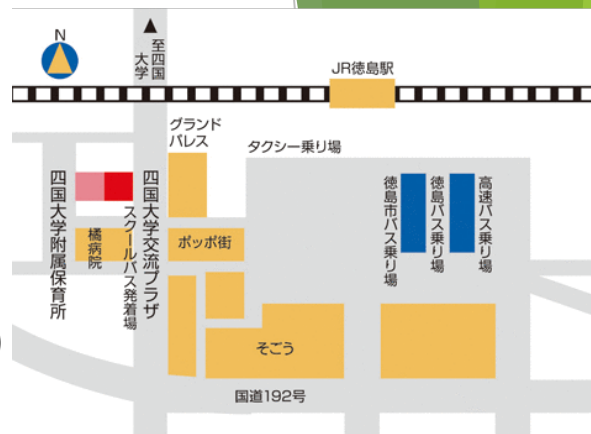 N
至四国
大学
JR徳島駅
グランド
パレス
タクシー乗り場
四国大学附属保育所
橘病院
スクールバス発着場
四国大学交流プラザ
ポッポ街
徳島市バス乗り場
徳島バス乗り場
高速バス乗り場
そごう
国道192号